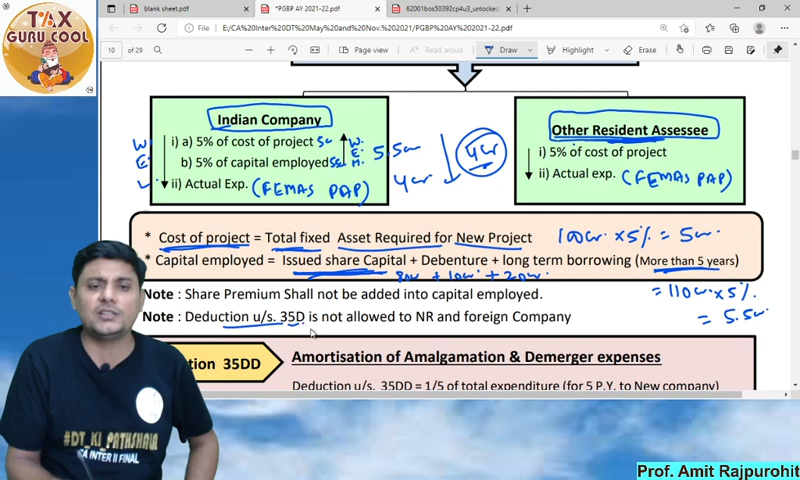 TAX
GURU COOL
blank sheet.pdf
*PGBP AY 2021-22.pdf
62001bos50392cp4u3_unlocked
E:/CA%20Inter%20DT%20May%20and%20Nov.%202021/PGBP%20AY%202021-22.pdf
10 of 29
Page view
Read aloud
Draw
Highlight
Erase
Indian Company
i) a) 5% of cost of project 5cr
b) 5% of capital employed
ii) Actual Exp. (FEMAS PAP)
W.
E.
L.
W.
E.
H.
5.5cr
4cr
4cr
Other Resident Assessee
i) 5% of cost of project
ii) Actual exp. (FEMAS PAP)
* Cost of project = Total fixed Asset Required for New Project 100cr. x 5% = 5cr.
* Capital employed = Issued share Capital + Debenture + long term borrowing (More than 5 years)
80cr + 10cr + 20cr.
= 110cr x 5%
= 5.5cr.
Note : Share Premium Shall not be added into capital employed.
Note : Deduction u/s. 35D is not allowed to NR and foreign Company
tion 35DD
Amortisation of Amalgamation & Demerger expenses
Deduction u/s. 35DD = 1/5 of total expenditure (for 5 P.Y. to New company)
#DT_KI_PATHSHALA
CA INTER II FINAL
Prof. Amit Rajpurohit